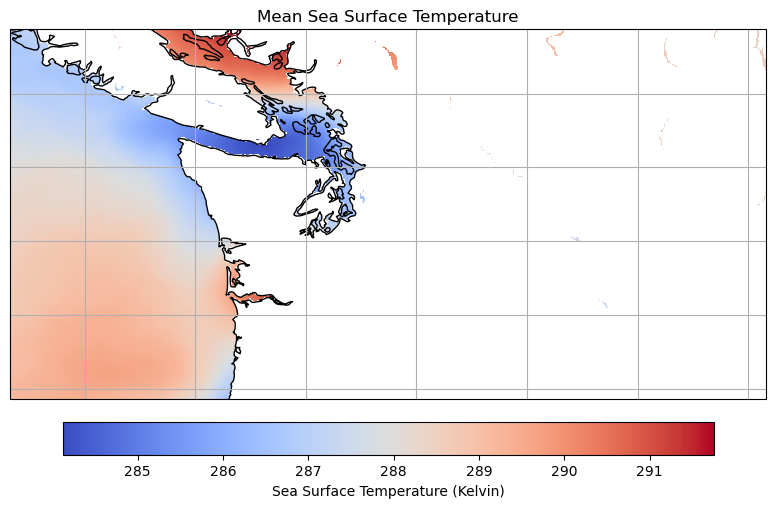 Mean Sea Surface Temperature
285 286 287 288 289 290 291
Sea Surface Temperature (Kelvin)